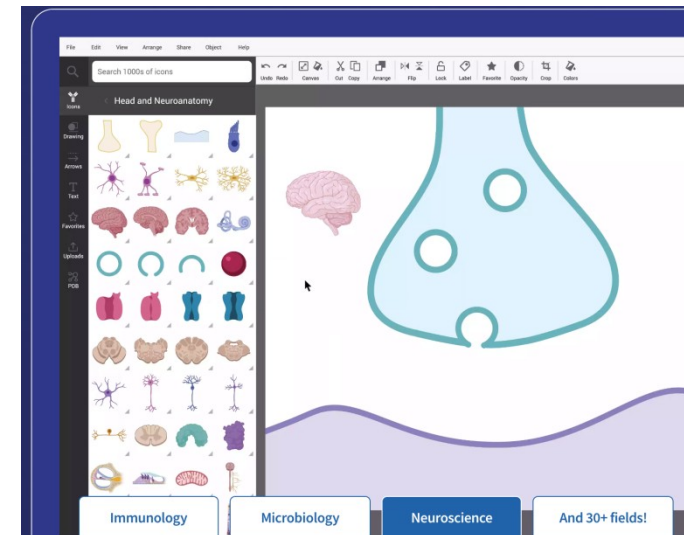 File Edit View Arrange Share Object Help
Search 1000s of icons
Undo Redo Canvas Cut Copy Arrange Flip Lock Label Favorite Opacity Crop Colors
Icons
Head and Neuroanatomy
Drawing
Arrows
Text
Favorites
Uploads
PDB
Immunology Microbiology Neuroscience And 30+ fields!